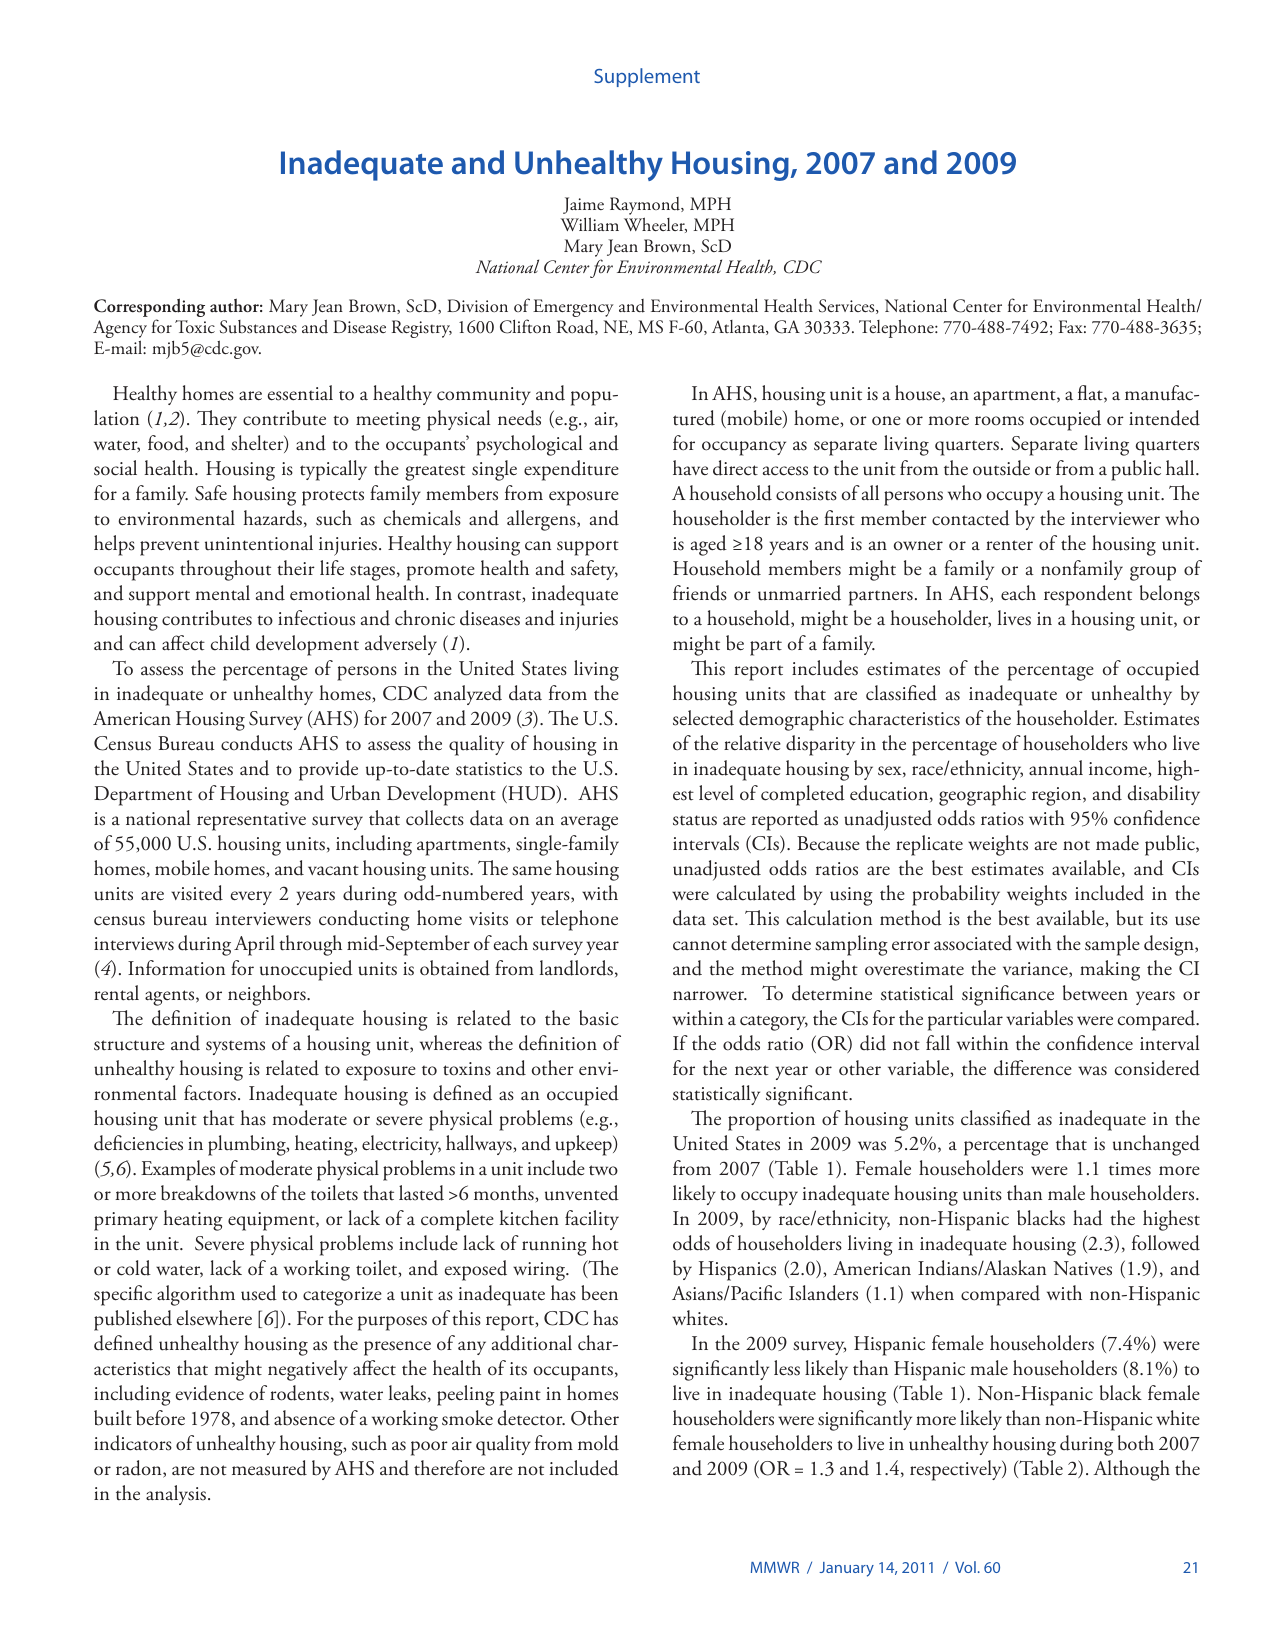 Supplement
Inadequate and Unhealthy Housing, 2007 and 2009
Jaime Raymond, MPH
William Wheeler, MPH
Mary Jean Brown, ScD
National Center for Environmental Health, CDC
Corresponding author: Mary Jean Brown, ScD, Division of Emergency and Environmental Health Services, National Center for Environmental Health/
Agency for Toxic Substances and Disease Registry, 1600 Clifton Road, NE, MS F-60, Atlanta, GA 30333. Telephone: 770-488-7492; Fax: 770-488-3635;
E-mail: mjb5@cdc.gov.
Healthy homes are essential to a healthy community and popu-
lation (1,2). They contribute to meeting physical needs (e.g., air,
water, food, and shelter) and to the occupants' psychological and
social health. Housing is typically the greatest single expenditure
for a family. Safe housing protects family members from exposure
to environmental hazards, such as chemicals and allergens, and
helps prevent unintentional injuries. Healthy housing can support
occupants throughout their life stages, promote health and safety,
and support mental and emotional health. In contrast, inadequate
housing contributes to infectious and chronic diseases and injuries
and can affect child development adversely (1).
To assess the percentage of persons in the United States living
in inadequate or unhealthy homes, CDC analyzed data from the
American Housing Survey (AHS) for 2007 and 2009 (3). The U.S.
Census Bureau conducts AHS to assess the quality of housing in
the United States and to provide up-to-date statistics to the U.S.
Department of Housing and Urban Development (HUD). AHS
is a national representative survey that collects data on an average
of 55,000 U.S. housing units, including apartments, single-family
homes, mobile homes, and vacant housing units. The same housing
units are visited every 2 years during odd-numbered years, with
census bureau interviewers conducting home visits or telephone
interviews during April through mid-September of each survey year
(4). Information for unoccupied units is obtained from landlords,
rental agents, or neighbors.
The definition of inadequate housing is related to the basic
structure and systems of a housing unit, whereas the definition of
unhealthy housing is related to exposure to toxins and other envi-
ronmental factors. Inadequate housing is defined as an occupied
housing unit that has moderate or severe physical problems (e.g.,
deficiencies in plumbing, heating, electricity, hallways, and upkeep)
(5,6). Examples of moderate physical problems in a unit include two
or more breakdowns of the toilets that lasted >6 months, unvented
primary heating equipment, or lack of a complete kitchen facility
in the unit. Severe physical problems include lack of running hot
or cold water, lack of a working toilet, and exposed wiring. (The
specific algorithm used to categorize a unit as inadequate has been
published elsewhere [6]). For the purposes of this report, CDC has
defined unhealthy housing as the presence of any additional char-
acteristics that might negatively affect the health of its occupants,
including evidence of rodents, water leaks, peeling paint in homes
built before 1978, and absence of a working smoke detector. Other
indicators of unhealthy housing, such as poor air quality from mold
or radon, are not measured by AHS and therefore are not included
in the analysis.
In AHS, housing unit is a house, an apartment, a flat, a manufac-
tured (mobile) home, or one or more rooms occupied or intended
for occupancy as separate living quarters. Separate living quarters
have direct access to the unit from the outside or from a public hall.
A household consists of all persons who occupy a housing unit. The
householder is the first member contacted by the interviewer who
is aged ≥18 years and is an owner or a renter of the housing unit.
Household members might be a family or a nonfamily group of
friends or unmarried partners. In AHS, each respondent belongs
to a household, might be a householder, lives in a housing unit, or
might be part of a family.
This report includes estimates of the percentage of occupied
housing units that are classified as inadequate or unhealthy by
selected demographic characteristics of the householder. Estimates
of the relative disparity in the percentage of householders who live
in inadequate housing by sex, race/ethnicity, annual income, high-
est level of completed education, geographic region, and disability
status are reported as unadjusted odds ratios with 95% confidence
intervals (CIs). Because the replicate weights are not made public,
unadjusted odds ratios are the best estimates available, and CIs
were calculated by using the probability weights included in the
data set. This calculation method is the best available, but its use
cannot determine sampling error associated with the sample design,
and the method might overestimate the variance, making the CI
narrower. To determine statistical significance between years or
within a category, the CIs for the particular variables were compared.
If the odds ratio (OR) did not fall within the confidence interval
for the next year or other variable, the difference was considered
statistically significant.
The proportion of housing units classified as inadequate in the
United States in 2009 was 5.2%, a percentage that is unchanged
from 2007 (Table 1). Female householders were 1.1 times more
likely to occupy inadequate housing units than male householders.
In 2009, by race/ethnicity, non-Hispanic blacks had the highest
odds of householders living in inadequate housing (2.3), followed
by Hispanics (2.0), American Indians/Alaskan Natives (1.9), and
Asians/Pacific Islanders (1.1) when compared with non-Hispanic
whites.
In the 2009 survey, Hispanic female householders (7.4%) were
significantly less likely than Hispanic male householders (8.1%) to
live in inadequate housing (Table 1). Non-Hispanic black female
householders were significantly more likely than non-Hispanic white
female householders to live in unhealthy housing during both 2007
and 2009 (OR = 1.3 and 1.4, respectively) (Table 2). Although the
MMWR / January 14, 2011 / Vol. 60 21